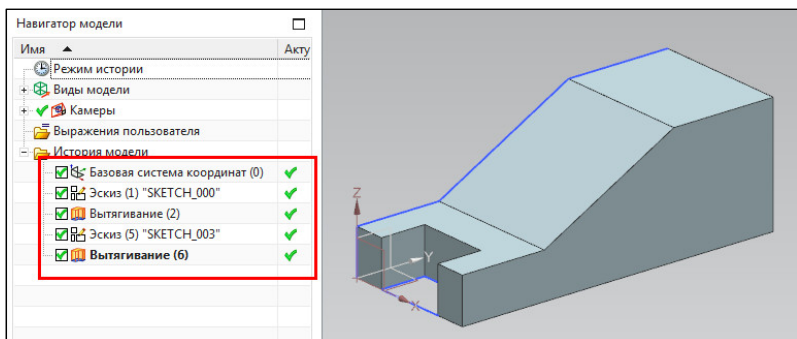 Навигатор модели
Имя Акту
Режим истории
Виды модели
Камеры
Выражения пользователя
История модели
Базовая система координат (0)
Эскиз (1) "SKETCH_000"
Вытягивание (2)
Эскиз (5) "SKETCH_003"
Вытягивание (6)
Z
Y
X